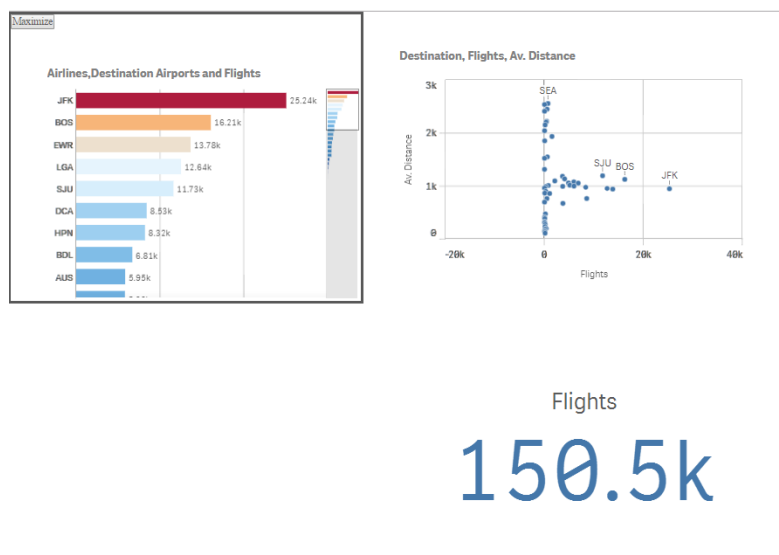 Maximize
Airlines,Destination Airports and Flights
JFK 25.24k
BOS 16.21k
EWR 13.78k
LGA 12.64k
SJU 11.73k
DCA 8.53k
HPN 8.32k
BDL 6.81k
AUS 5.95k
Destination, Flights, Av. Distance
3k
2k
1k
0
Av. Distance
SEA
SJU BOS JFK
-20k 0 20k 40k
Flights
Flights
150.5k